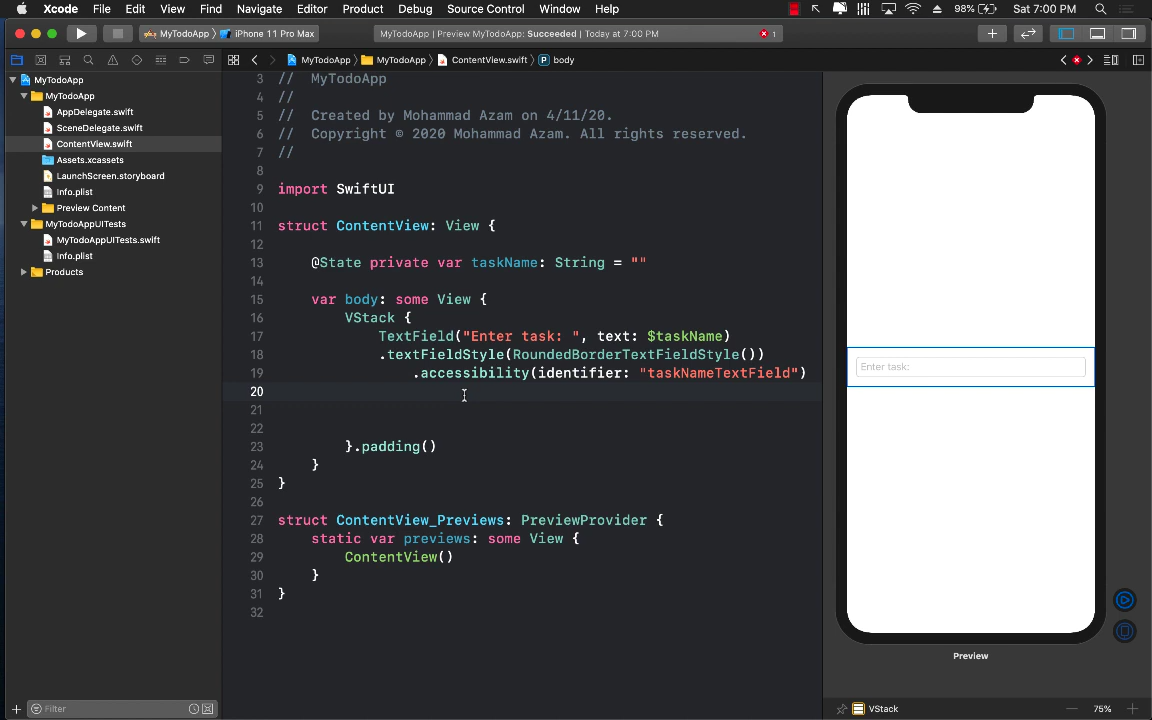 Xcode File Edit View Find Navigate Editor Product Debug Source Control Window Help 98% Sat 7:00 PM
MyTodoApp iPhone 11 Pro Max MyTodoApp | Preview MyTodoApp: Succeeded | Today at 7:00 PM 1
MyTodoApp MyTodoApp ContentView.swift P body
MyTodoApp
MyTodoApp
AppDelegate.swift
SceneDelegate.swift
ContentView.swift
Assets.xcassets
LaunchScreen.storyboard
Info.plist
Preview Content
MyTodoAppUITests
MyTodoAppUITests.swift
Info.plist
Products
Filter
3 // MyTodoApp
4 //
5 // Created by Mohammad Azam on 4/11/20.
6 // Copyright © 2020 Mohammad Azam. All rights reserved.
7 //
8
9 import SwiftUI
10
11 struct ContentView: View {
12
13 @State private var taskName: String = ""
14
15 var body: some View {
16 VStack {
17 TextField("Enter task: ", text: $taskName)
18 .textFieldStyle(RoundedBorderTextFieldStyle())
19 .accessibility(identifier: "taskNameTextField")
20
21
22
23 }.padding()
24 }
25 }
26
27 struct ContentView_Previews: PreviewProvider {
28 static var previews: some View {
29 ContentView()
30 }
31 }
32
Enter task:
Preview
VStack 75%